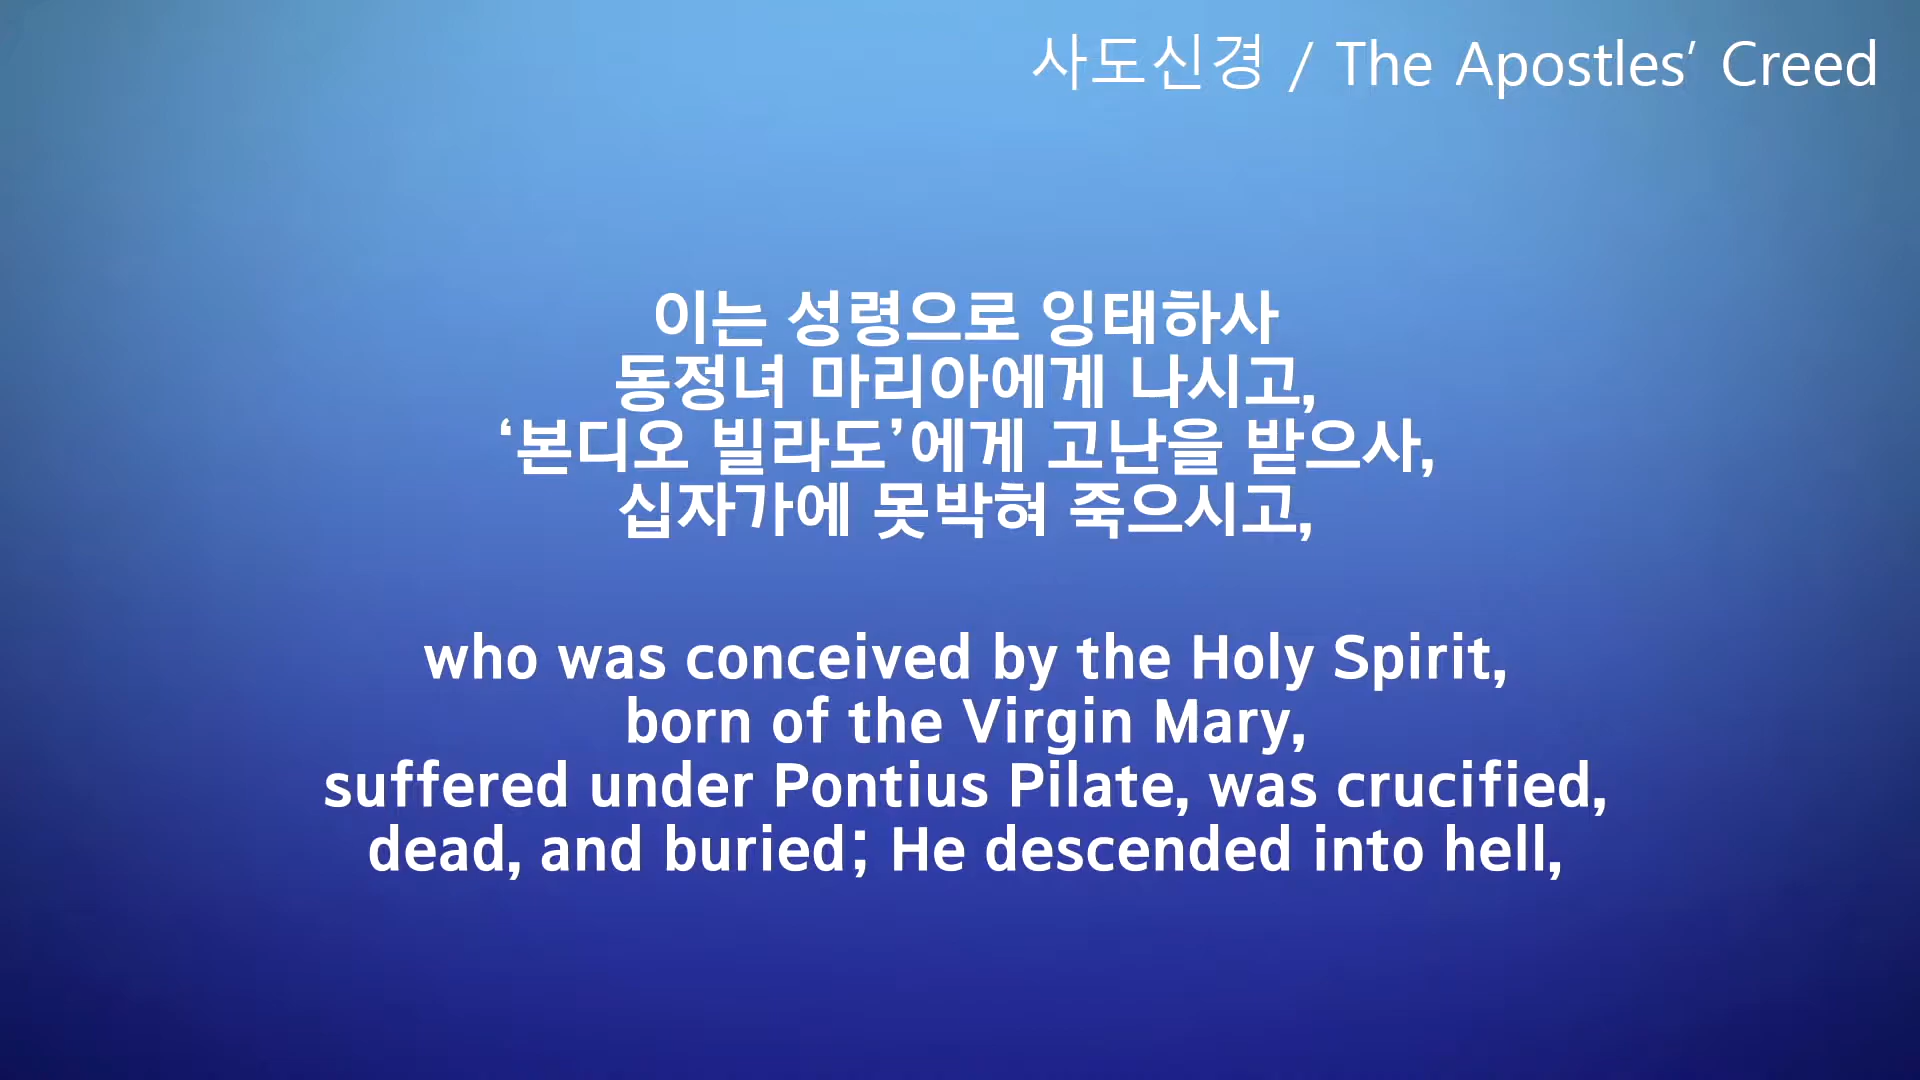 사도신경 / The Apostles’ Creed
이는 성령으로 잉태하사
동정녀 마리아에게 나시고,
‘본디오 빌라도’에게 고난을 받으사,
십자가에 못박혀 죽으시고,
who was conceived by the Holy Spirit,
born of the Virgin Mary,
suffered under Pontius Pilate, was crucified,
dead, and buried; He descended into hell,